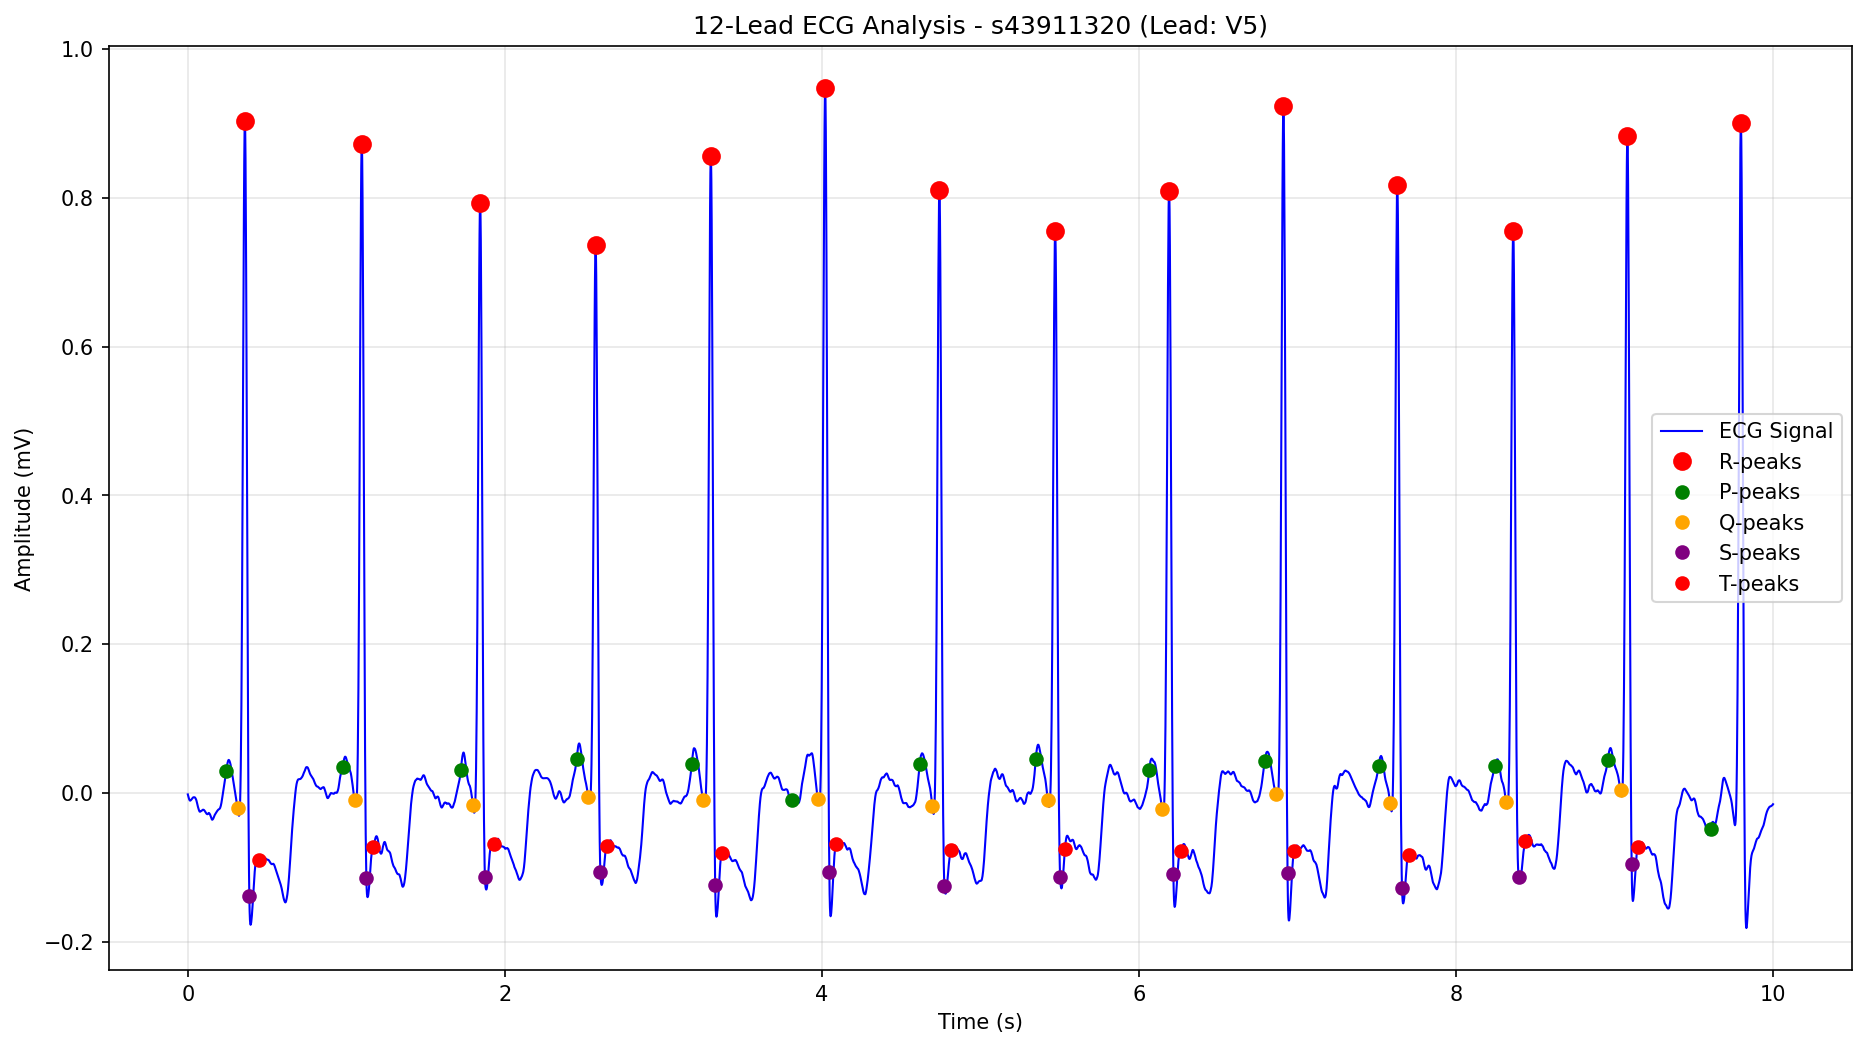 12-Lead ECG Analysis - s43911320 (Lead: V5)
1.0
0.8
0.6
0.4
0.2
0.0
−0.2
Amplitude (mV)
ECG Signal
R-peaks
P-peaks
Q-peaks
S-peaks
T-peaks
0 2 4 6 8 10
Time (s)